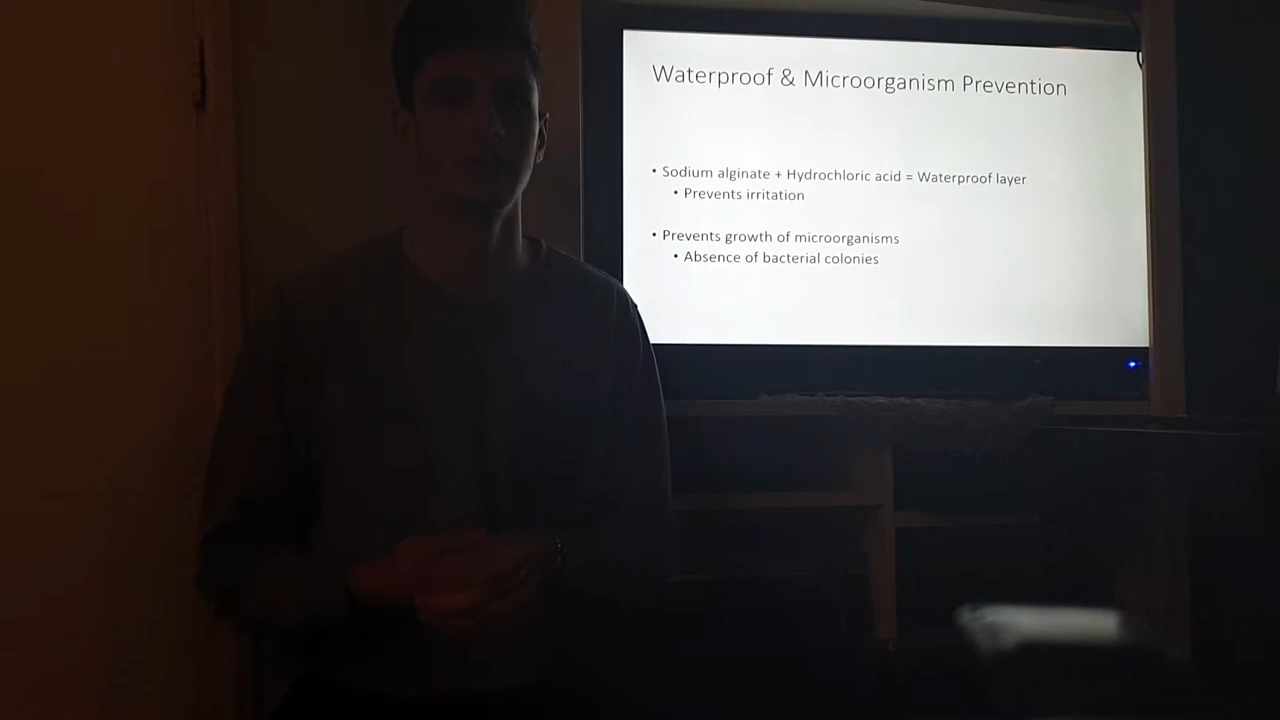 Waterproof & Microorganism Prevention
• Sodium alginate + Hydrochloric acid = Waterproof layer
• Prevents irritation
• Prevents growth of microorganisms
• Absence of bacterial colonies